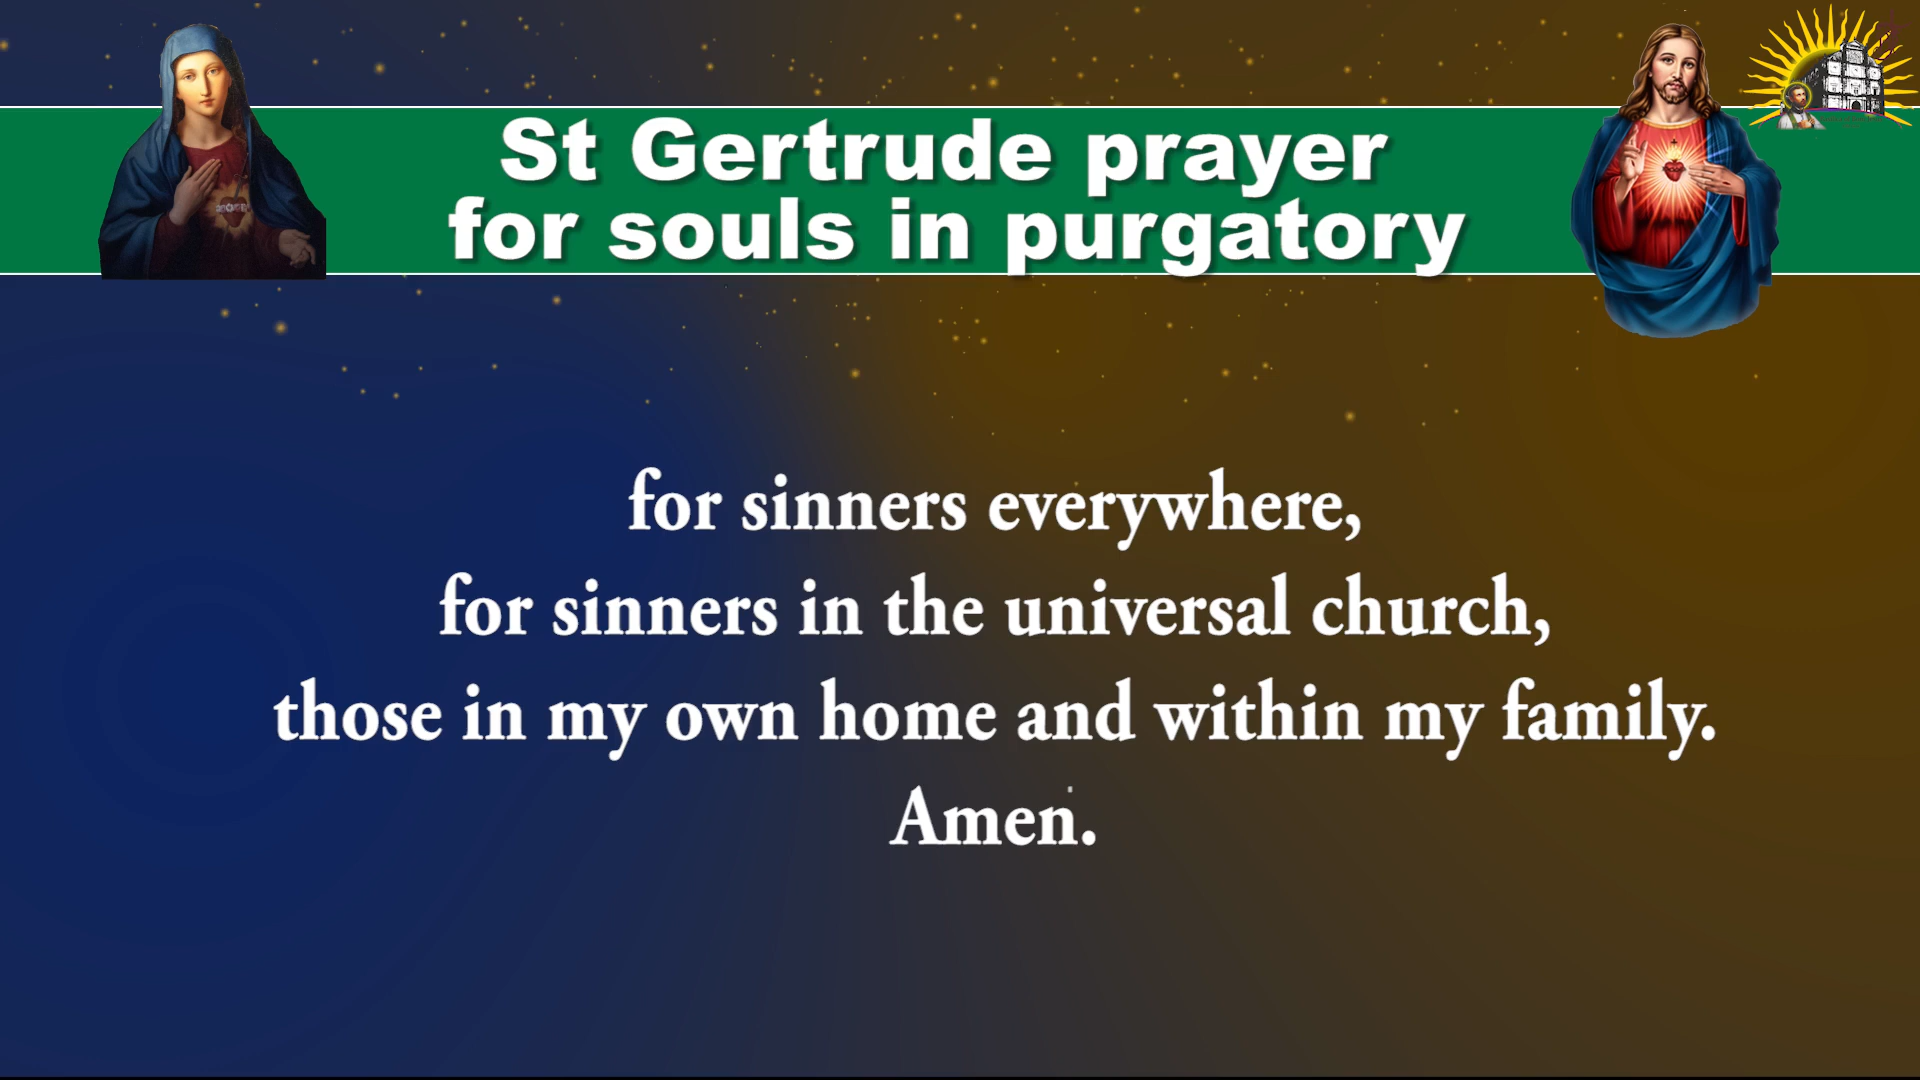 St Gertrude prayer
for souls in purgatory
for sinners everywhere,
for sinners in the universal church,
those in my own home and within my family.
Amen.